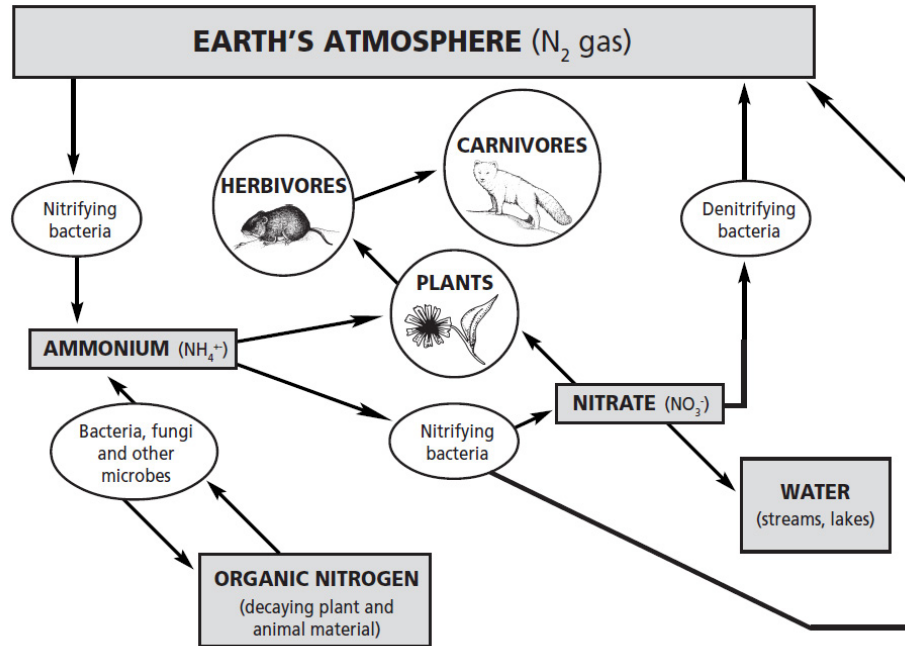 EARTH'S ATMOSPHERE (N₂ gas)
CARNIVORES
HERBIVORES
Nitrifying
bacteria
Denitrifying
bacteria
PLANTS
AMMONIUM (NH₄⁺⁻)
NITRATE (NO₃⁻)
Bacteria, fungi
and other
microbes
Nitrifying
bacteria
WATER
(streams, lakes)
ORGANIC NITROGEN
(decaying plant and
animal material)